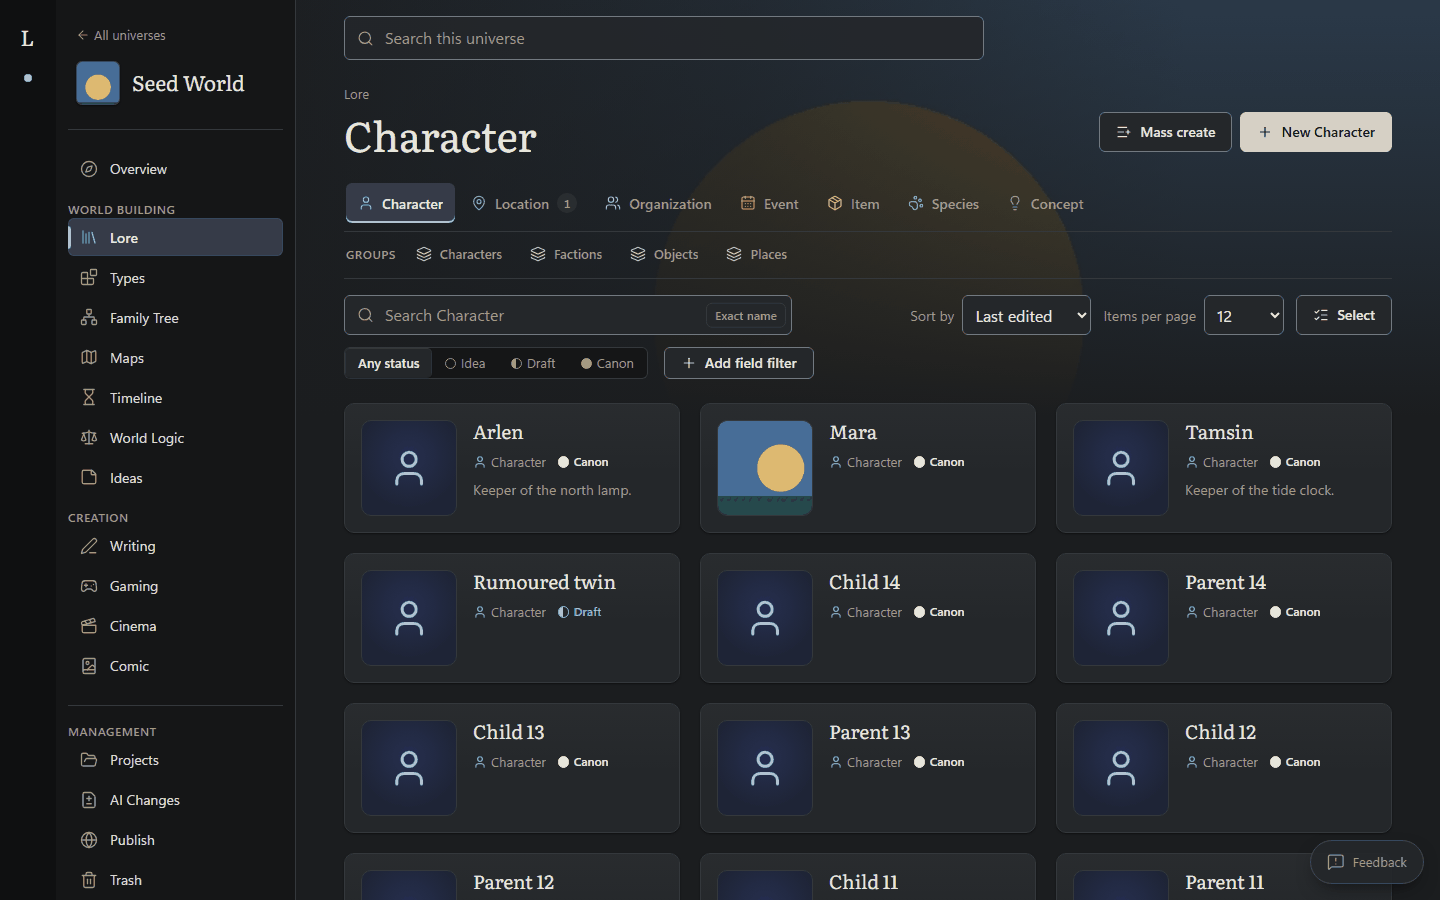 L
← All universes
Seed World
Overview
WORLD BUILDING
Lore
Types
Family Tree
Maps
Timeline
World Logic
Ideas
CREATION
Writing
Gaming
Cinema
Comic
MANAGEMENT
Projects
AI Changes
Publish
Trash
Search this universe
Lore
Character
Mass create
New Character
Character Location 1 Organization Event Item Species Concept
GROUPS Characters Factions Objects Places
Search Character Exact name
Sort by Last edited Items per page 12 Select
Any status Idea Draft Canon Add field filter
Arlen
Character Canon
Keeper of the north lamp.
Mara
Character Canon
Tamsin
Character Canon
Keeper of the tide clock.
Rumoured twin
Character Draft
Child 14
Character Canon
Parent 14
Character Canon
Child 13
Character Canon
Parent 13
Character Canon
Child 12
Character Canon
Parent 12
Child 11
Parent 11
Feedback